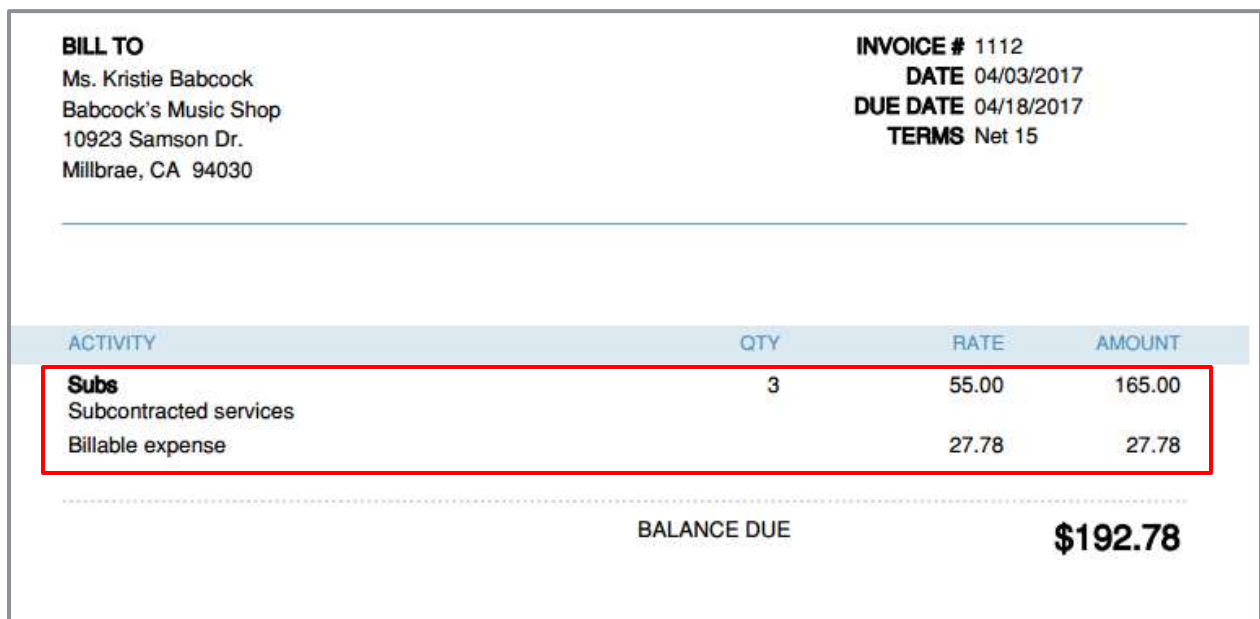 BILL TO
Ms. Kristie Babcock
Babcock's Music Shop
10923 Samson Dr.
Millbrae, CA 94030
INVOICE # 1112
DATE 04/03/2017
DUE DATE 04/18/2017
TERMS Net 15
ACTIVITY QTY RATE AMOUNT
Subs 3 55.00 165.00
Subcontracted services
Billable expense 27.78 27.78
BALANCE DUE $192.78